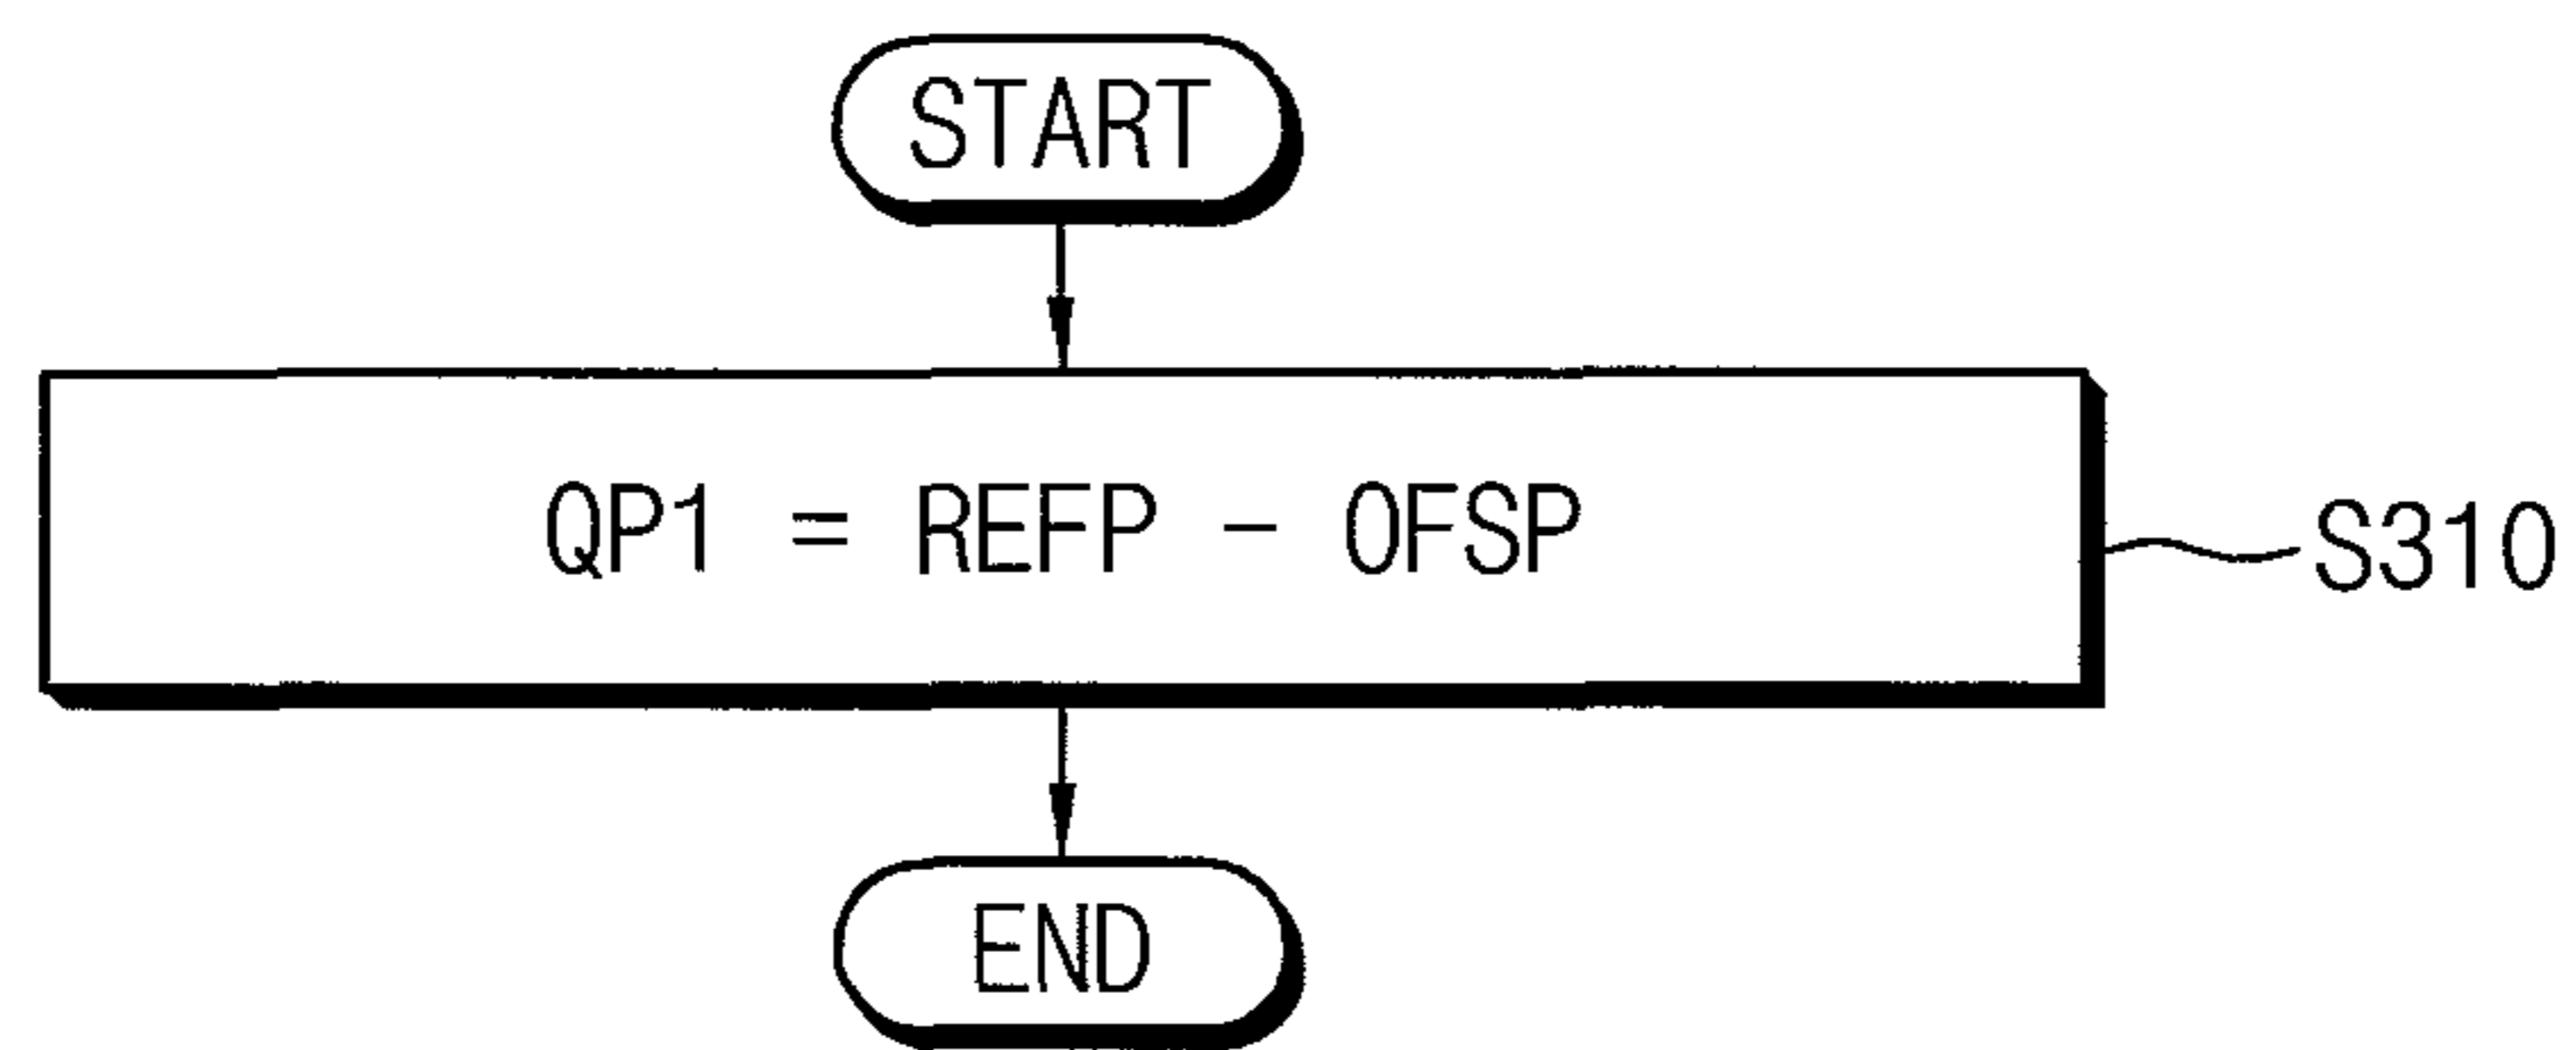 START
QP1 = REFP - OFSP
S310
END